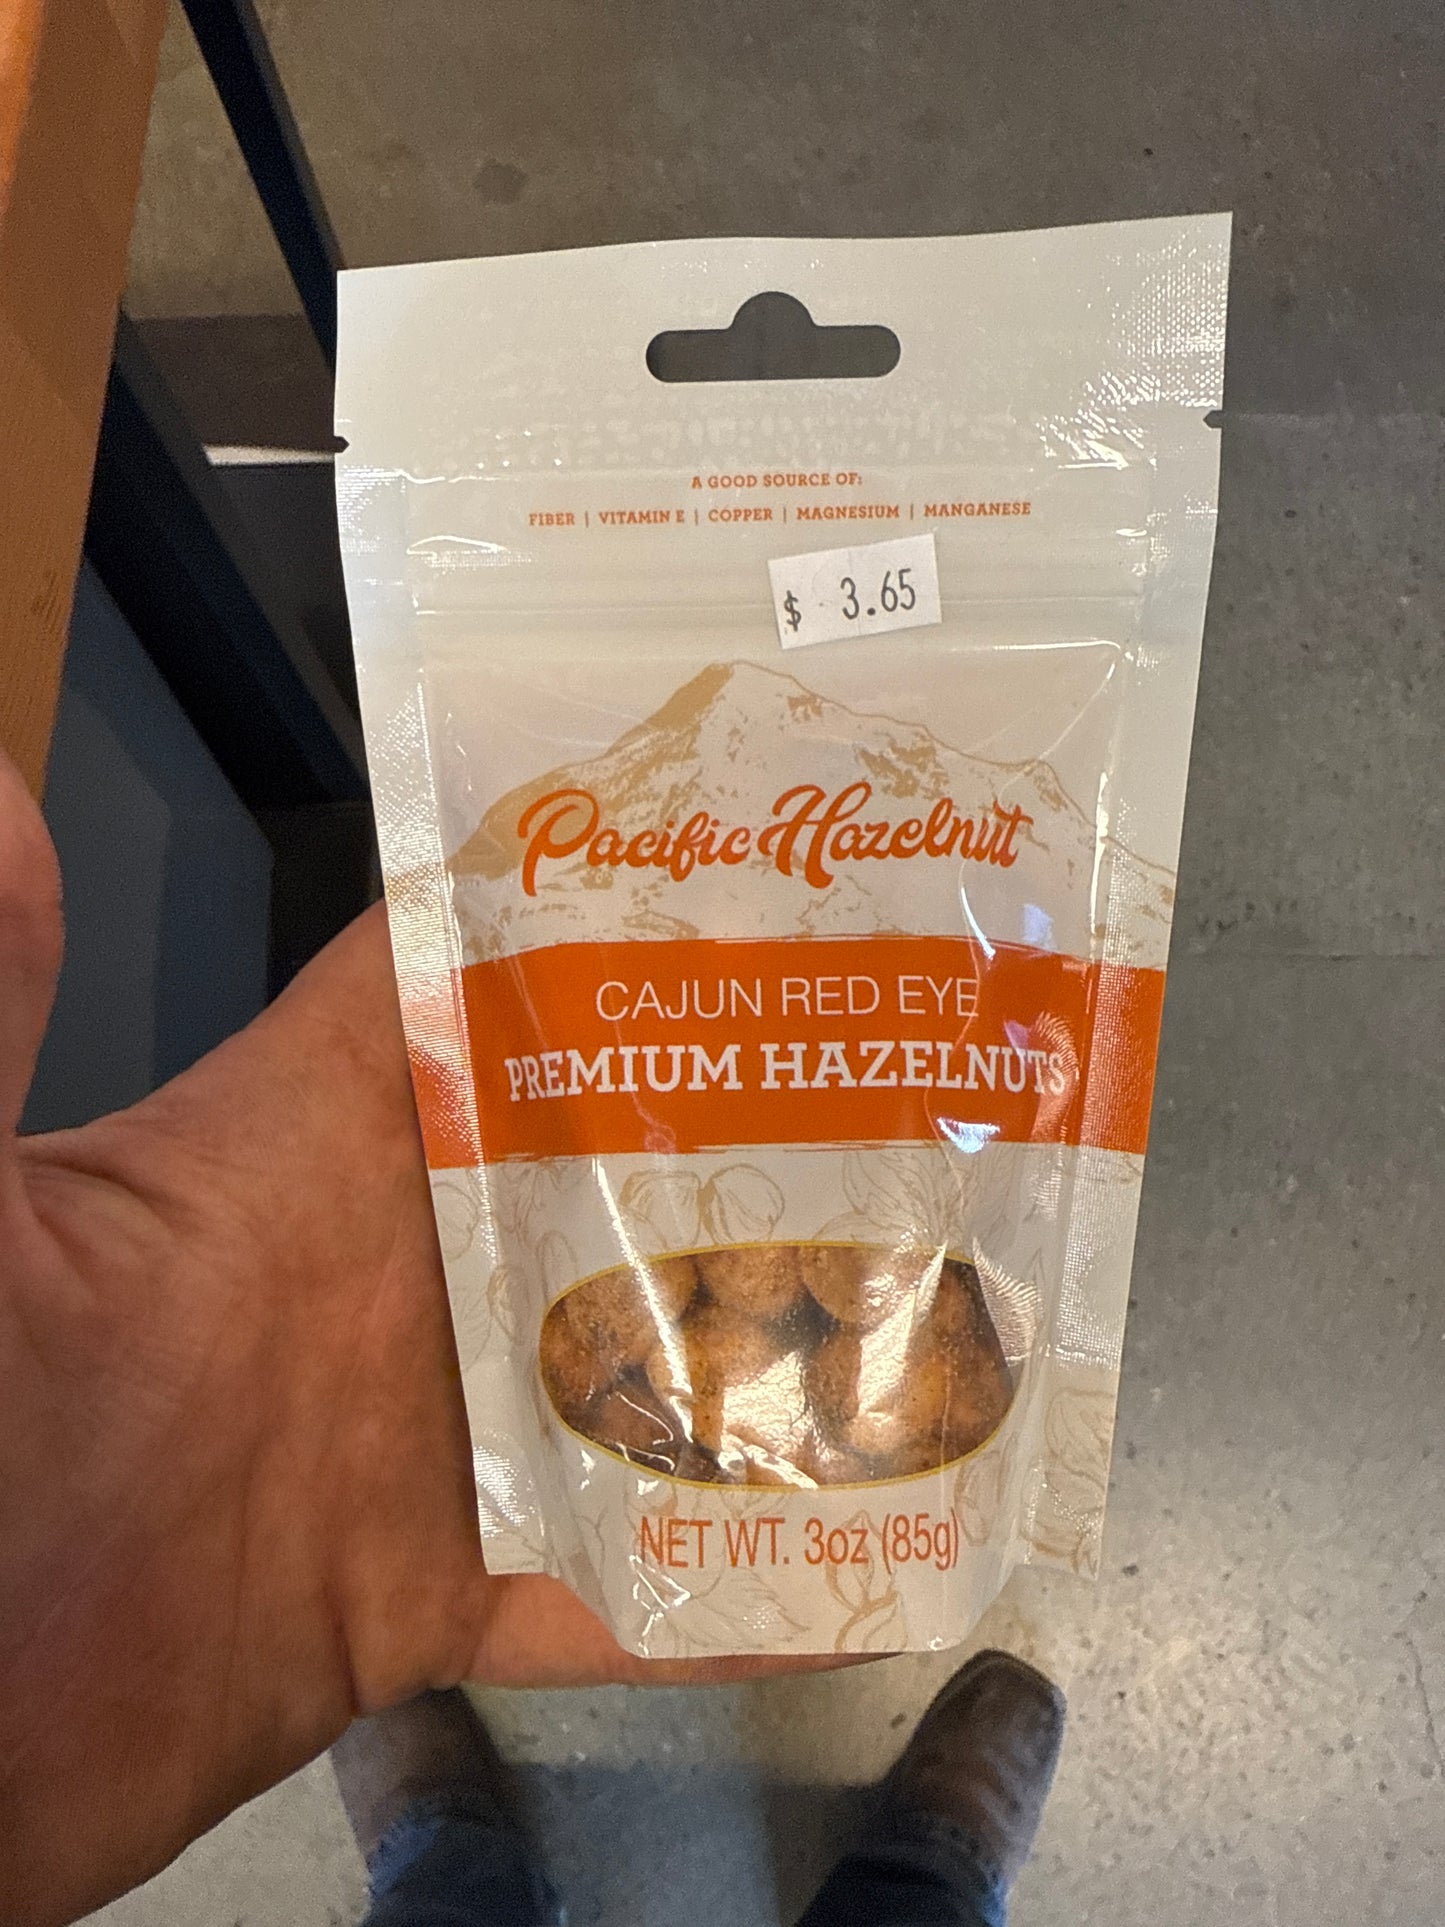 A GOOD SOURCE OF:
FIBER | VITAMIN E | COPPER | MAGNESIUM | MANGANESE
$ 3.65
Pacific Hazelnut
CAJUN RED EYE
PREMIUM HAZELNUTS
NET WT. 3oz (85g)